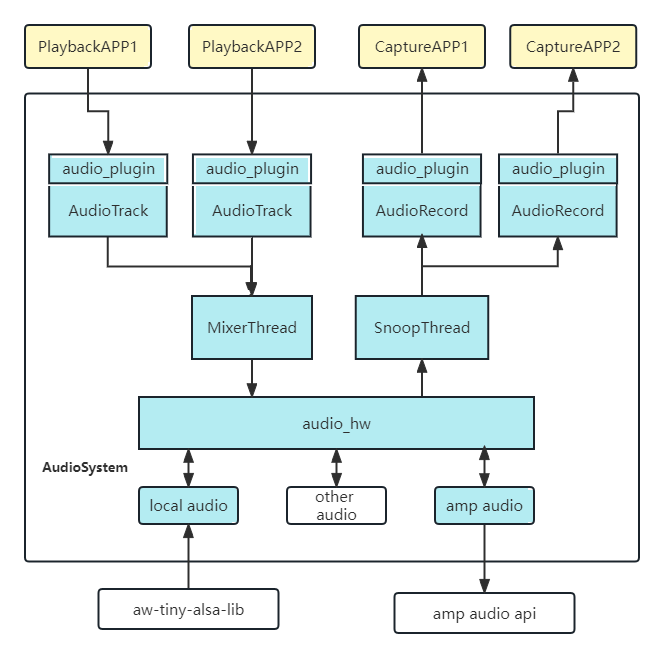 PlaybackAPP1
PlaybackAPP2
CaptureAPP1
CaptureAPP2
audio_plugin
audio_plugin
audio_plugin
audio_plugin
AudioTrack
AudioTrack
AudioRecord
AudioRecord
MixerThread
SnoopThread
audio_hw
AudioSystem
local audio
other
audio
amp audio
aw-tiny-alsa-lib
amp audio api